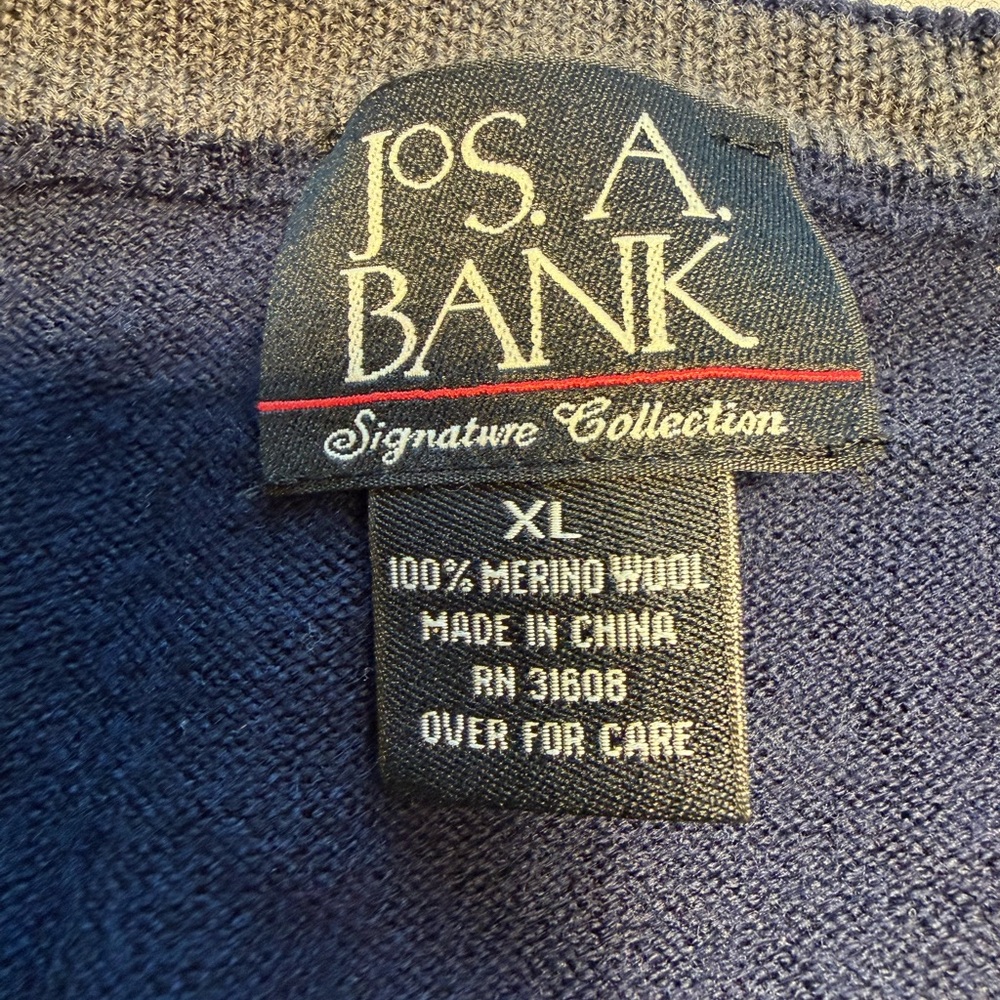 JOS. A.
BANK
Signature Collection
XL
100% MERINO WOOL
MADE IN CHINA
RN 31608
OVER FOR CARE